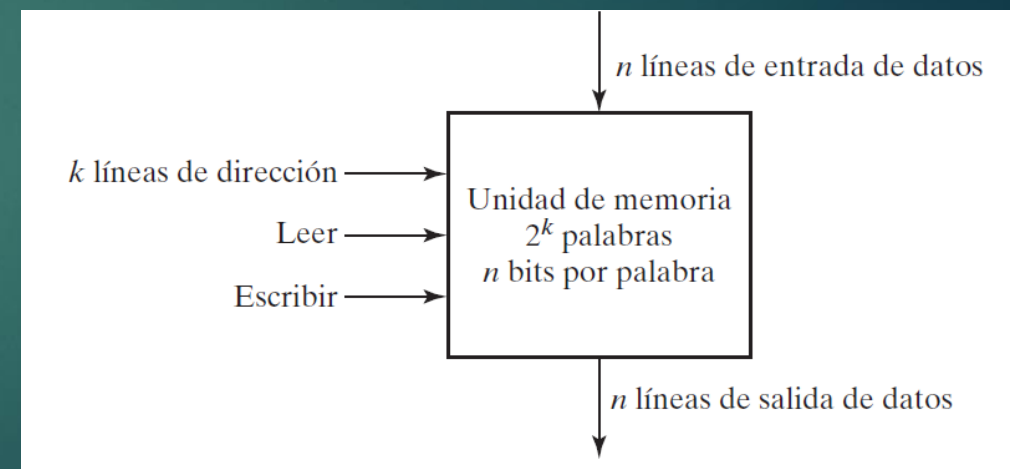 n líneas de entrada de datos
k líneas de dirección
Leer
Escribir
Unidad de memoria
2^k palabras
n bits por palabra
n líneas de salida de datos